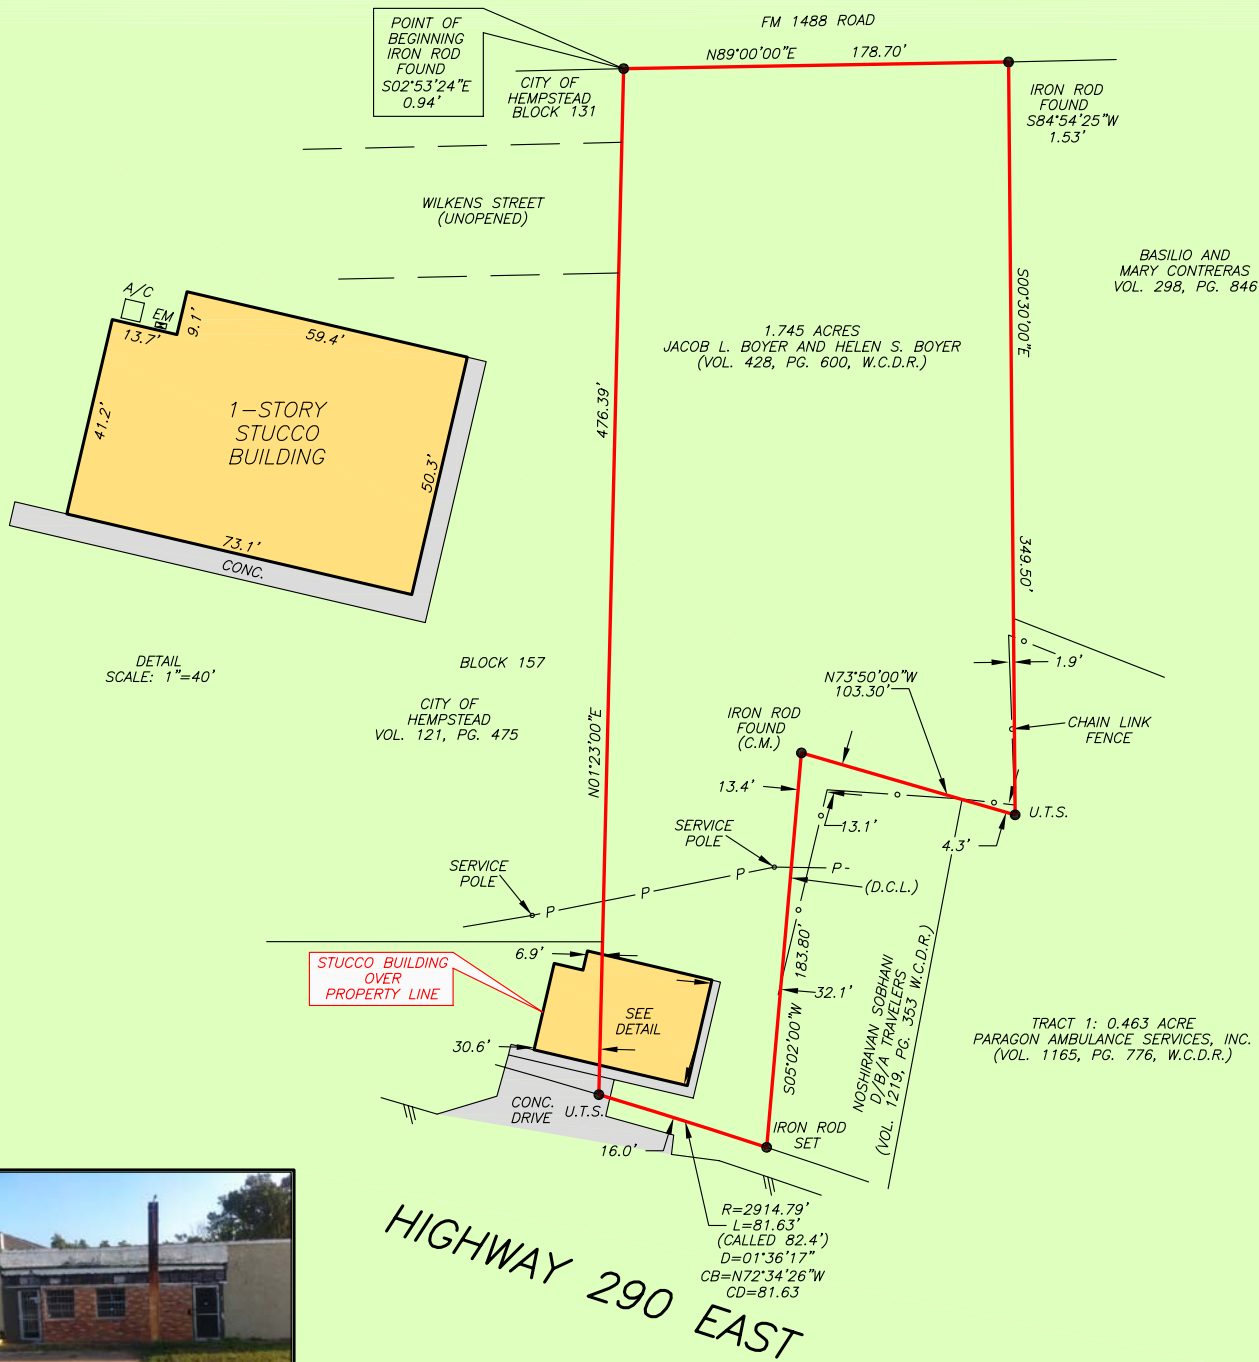 FM 1488 ROAD
POINT OF
BEGINNING
IRON ROD
FOUND
S02°53'24"E
0.94'
N89°00'00"E 178.70'
CITY OF
HEMPSTEAD
BLOCK 131
IRON ROD
FOUND
S84°54'25"W
1.53'
WILKENS STREET
(UNOPENED)
BASILIO AND
MARY CONTRERAS
VOL. 298, PG. 846
S00°30'00"E
349.50'
1.745 ACRES
JACOB L. BOYER AND HELEN S. BOYER
(VOL. 428, PG. 600, W.C.D.R.)
A/C
EM
13.7'
9.1'
59.4'
41.2'
1-STORY
STUCCO
BUILDING
50.3'
73.1'
CONC.
476.39'
N01°23'00"E
DETAIL
SCALE: 1"=40'
BLOCK 157
CITY OF
HEMPSTEAD
VOL. 121, PG. 475
1.9'
N73°50'00"W
103.30'
CHAIN LINK
FENCE
IRON ROD
FOUND
(C.M.)
13.4'
13.1'
U.T.S.
4.3'
SERVICE
POLE
SERVICE
POLE
P
P
P
P-
(D.C.L.)
6.9'
STUCCO BUILDING
OVER
PROPERTY LINE
SEE
DETAIL
30.6'
183.80'
32.1'
S05°02'00"W
NOSHIRAVAN SOBHANI
D/B/A TRAVELERS
(VOL. 1219, PG. 353 W.C.D.R.)
TRACT 1: 0.463 ACRE
PARAGON AMBULANCE SERVICES, INC.
(VOL. 1165, PG. 776, W.C.D.R.)
CONC.
DRIVE
U.T.S.
16.0'
IRON ROD
SET
R=2914.79'
L=81.63'
(CALLED 82.4')
D=01°36'17"
CB=N72°34'26"W
CD=81.63
HIGHWAY 290 EAST